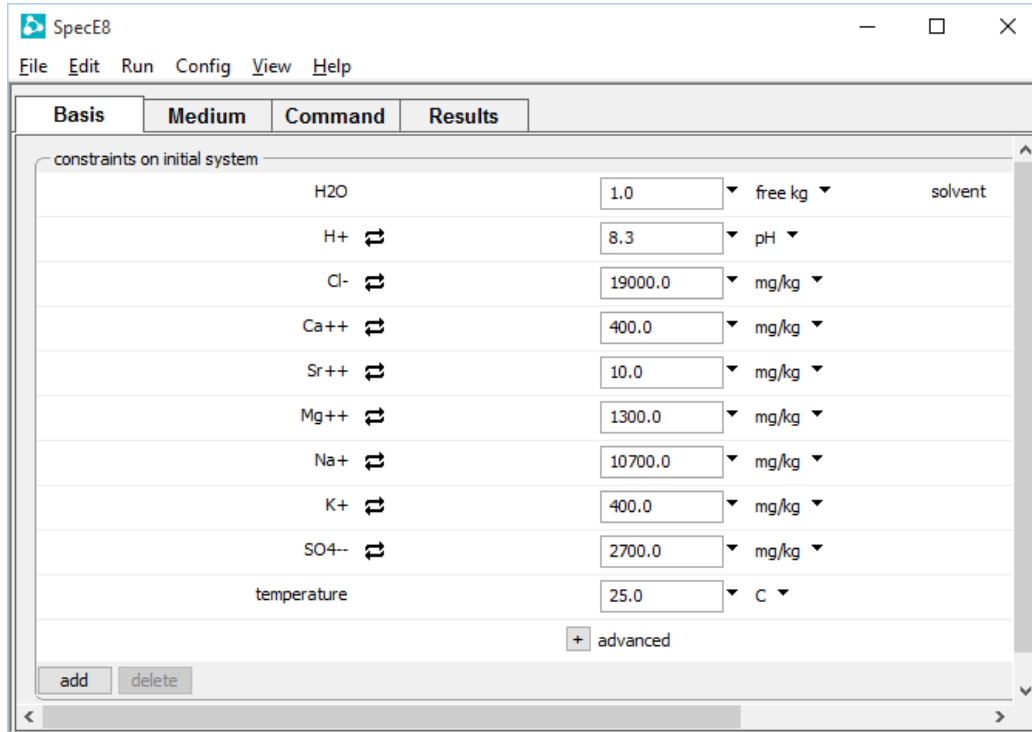 SpecE8
File Edit Run Config View Help
Basis Medium Command Results
constraints on initial system
H2O 1.0 free kg solvent
H+ 8.3 pH
Cl- 19000.0 mg/kg
Ca++ 400.0 mg/kg
Sr++ 10.0 mg/kg
Mg++ 1300.0 mg/kg
Na+ 10700.0 mg/kg
K+ 400.0 mg/kg
SO4-- 2700.0 mg/kg
temperature 25.0 C
+ advanced
add delete